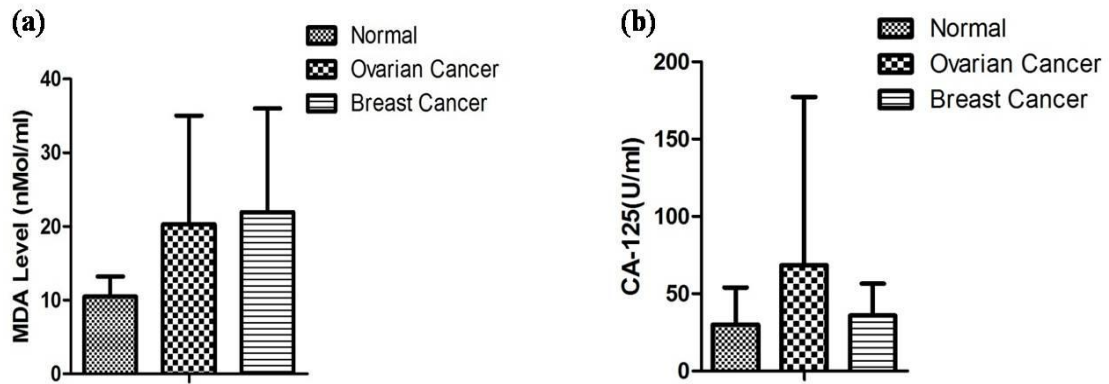 (a)
Normal
Ovarian Cancer
Breast Cancer
MDA Level (nMol/ml)
40
30
20
10
0
(b)
Normal
Ovarian Cancer
Breast Cancer
CA-125(U/ml)
200
150
100
50
0